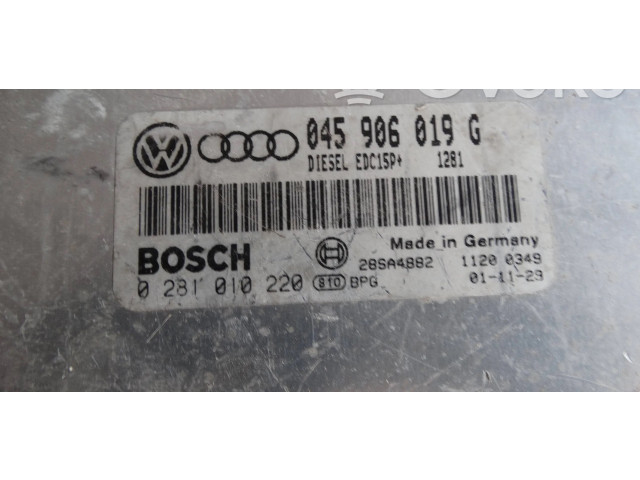 045 906 019 G
DIESEL EDC15P+ 1281
BOSCH
Made in Germany
28SA4882 1120 0349
0 281 010 220 810 BPG 01-11-29